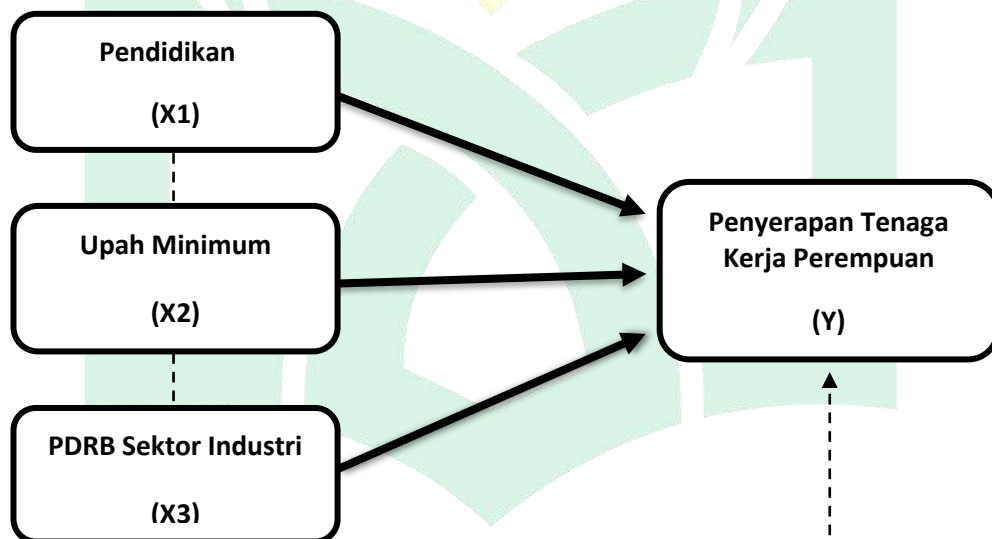 Pendidikan
(X1)
Upah Minimum
(X2)
PDRB Sektor Industri
(X3)
Penyerapan Tenaga
Kerja Perempuan
(Y)